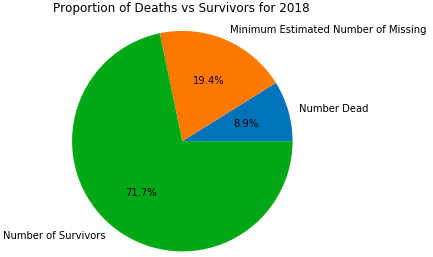 Proportion of Deaths vs Survivors for 2018
Minimum Estimated Number of Missing
19.4%
Number Dead
8.9%
71.7%
Number of Survivors